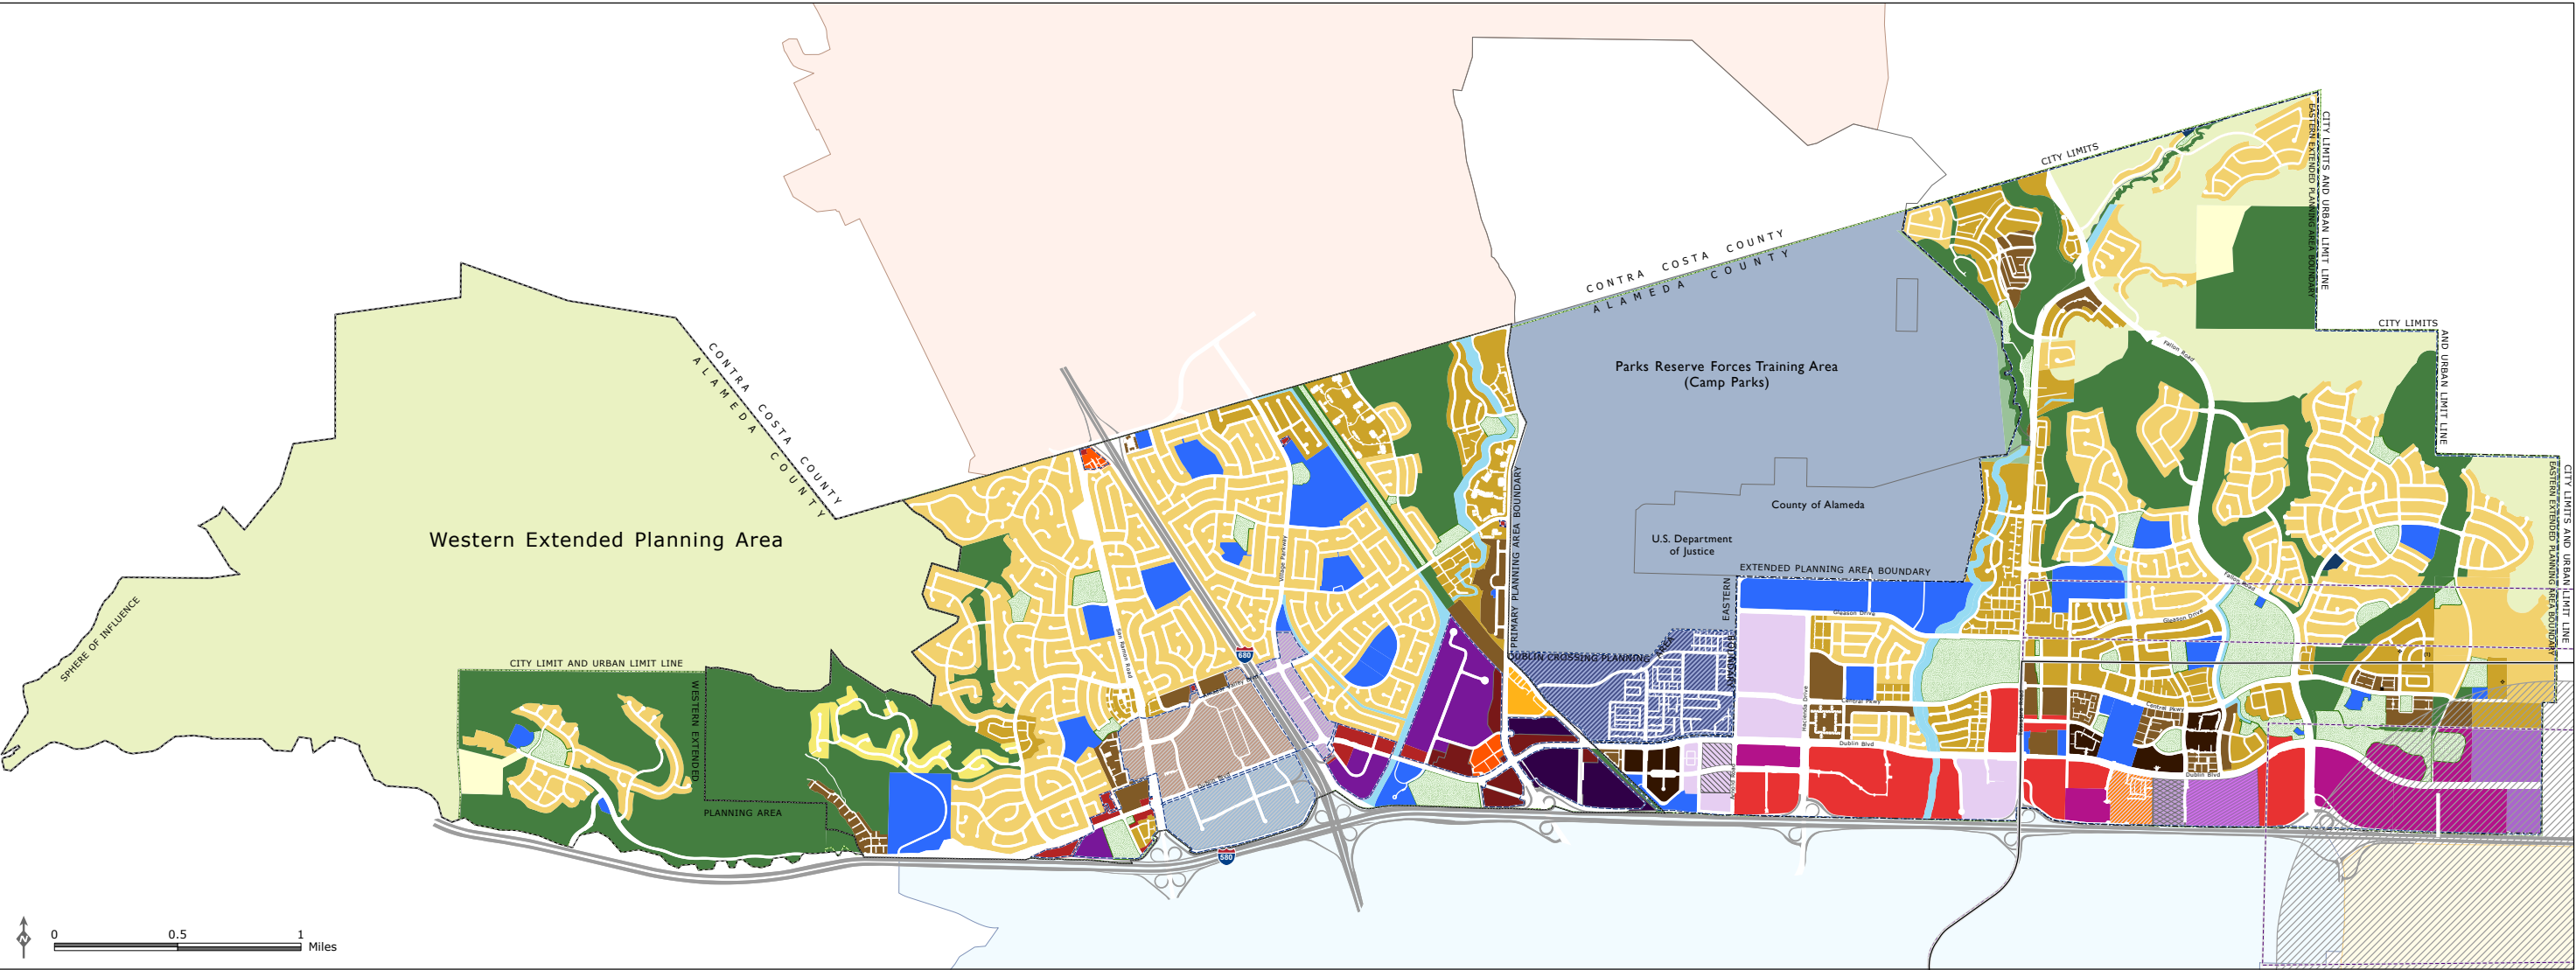 CITY LIMITS
CITY LIMITS AND URBAN LIMIT LINE
EASTERN EXTENDED PLANNING AREA BOUNDARY
CONTRA COSTA COUNTY
ALAMEDA COUNTY
CITY LIMITS
AND URBAN LIMIT LINE
CONTRA COSTA COUNTY
ALAMEDA COUNTY
Fallon Road
Parks Reserve Forces Training Area
(Camp Parks)
CITY LIMITS AND URBAN LIMIT LINE
EASTERN EXTENDED PLANNING AREA BOUNDARY
County of Alameda
U.S. Department
of Justice
Western Extended Planning Area
PRIMARY PLANNING AREA BOUNDARY
EASTERN
EXTENDED PLANNING AREA BOUNDARY
Village Parkway
Fallon Road
Gleason Drive
Gleason Drive
SPHERE OF INFLUENCE
San Ramon Road
680
DUBLIN CROSSING PLANNING AREA
CITY LIMIT AND URBAN LIMIT LINE
WESTERN EXTENDED
PLANNING AREA
Hacienda Drive
Central Pkwy
Central Pkwy
Dublin Blvd
Dublin Blvd
580
N
0
0.5
1
Miles